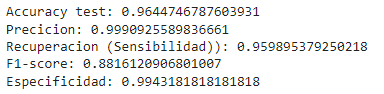 Accuracy test: 0.9644746787603931
Precicion: 0.9990925589836661
Recuperacion (Sensibilidad)): 0.959895379250218
F1-score: 0.8816120906801007
Especificidad: 0.9943181818181818